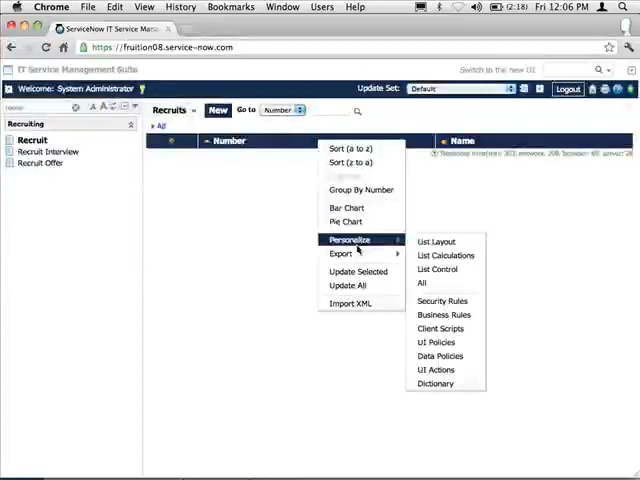 Chrome File Edit View History Bookmarks Window Users Help (2:18) Fri 12:06 PM
ServiceNow IT Service Mana
https://fruition08.service-now.com
IT Service Management Suite Switch to the new UI
Welcome: System Administrator Update Set: Default Logout
Recruits New Go to Number
Recruiting
All
Recruit
Recruit Interview
Recruit Offer
Number Name
Sort (a to z)
Sort (z to a)
Group By Number
Bar Chart
Pie Chart
Personalize
Export
Update Selected
Update All
Import XML
List Layout
List Calculations
List Control
All
Security Rules
Business Rules
Client Scripts
UI Policies
Data Policies
UI Actions
Dictionary